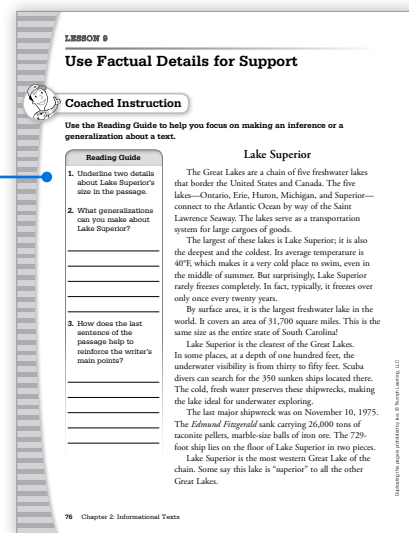 LESSON 9
Use Factual Details for Support
Coached Instruction
Use the Reading Guide to help you focus on making an inference or a
generalization about a text.
Reading Guide
1. Underline two details
about Lake Superior's
size in the passage.
2. What generalizations
can you make about
Lake Superior?
3. How does the last
sentence of the
passage help to
reinforce the writer's
main points?
Lake Superior
The Great Lakes are a chain of five freshwater lakes
that border the United States and Canada. The five
lakes—Ontario, Erie, Huron, Michigan, and Superior—
connect to the Atlantic Ocean by way of the Saint
Lawrence Seaway. The lakes serve as a transportation
system for large cargoes of goods.
The largest of these lakes is Lake Superior; it is also
the deepest and the coldest. Its average temperature is
40°F, which makes it a very cold place to swim, even in
the middle of summer. But surprisingly, Lake Superior
rarely freezes completely. In fact, typically, it freezes over
only once every twenty years.
By surface area, it is the largest freshwater lake in the
world. It covers an area of 31,700 square miles. This is the
same size as the entire state of South Carolina!
Lake Superior is the clearest of the Great Lakes.
In some places, at a depth of one hundred feet, the
underwater visibility is from thirty to fifty feet. Scuba
divers can search for the 350 sunken ships located there.
The cold, fresh water preserves these shipwrecks, making
the lake ideal for underwater exploring.
The last major shipwreck was on November 10, 1975.
The Edmund Fitzgerald sank carrying 26,000 tons of
taconite pellets, marble-size balls of iron ore. The 729-
foot ship lies on the floor of Lake Superior in two pieces.
Lake Superior is the most western Great Lake of the
chain. Some say this lake is "superior" to all the other
Great Lakes.
Duplicating this page is prohibited by law. © Triumph Learning, LLC
76 Chapter 2: Informational Texts